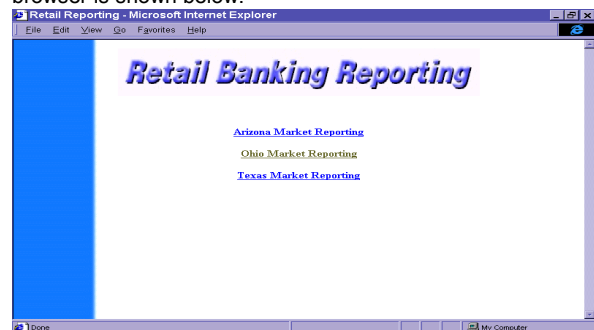 browser is shown below.
Retail Reporting - Microsoft Internet Explorer
File Edit View Go Favorites Help
Retail Banking Reporting
Arizona Market Reporting
Ohio Market Reporting
Texas Market Reporting
Done My Computer